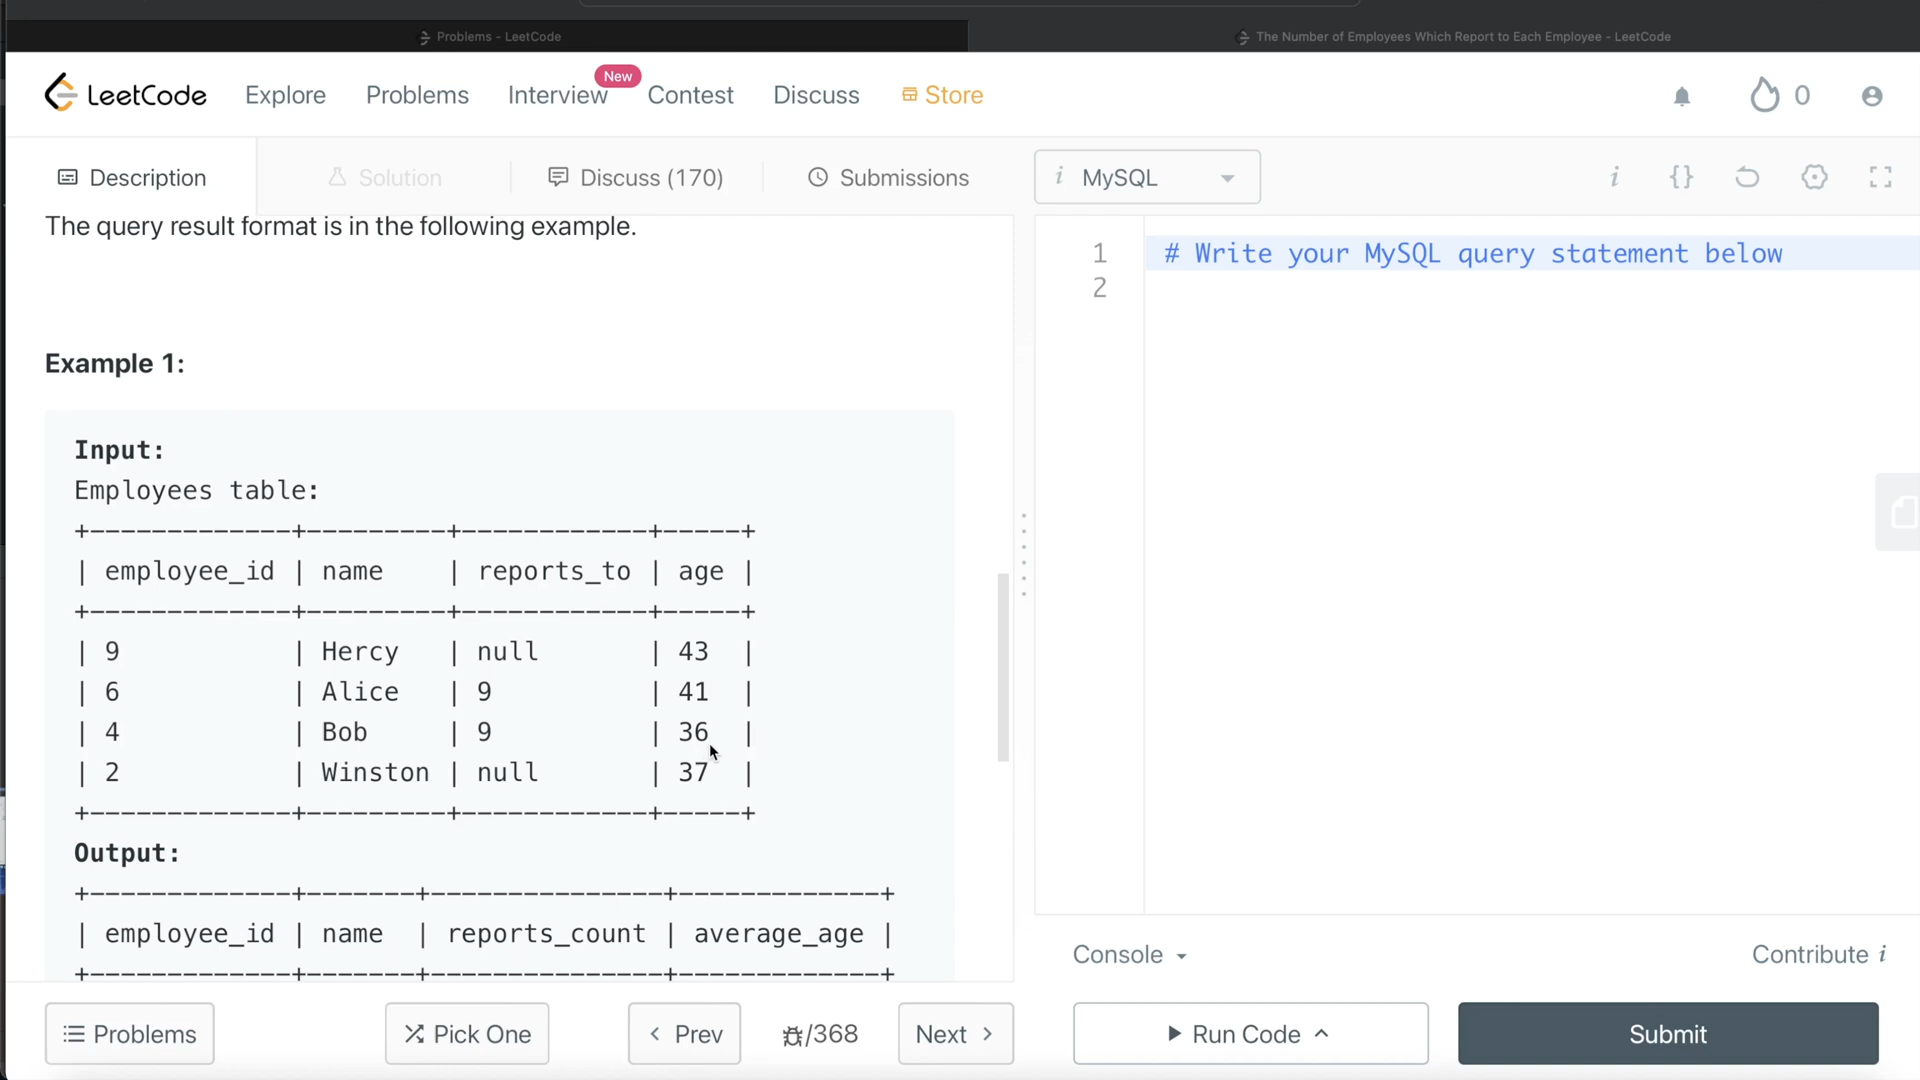 Problems - LeetCode
The Number of Employees Which Report to Each Employee - LeetCode
LeetCode Explore Problems Interview New Contest Discuss Store 0
Description Solution Discuss (170) Submissions
i MySQL i {}
The query result format is in the following example.
Example 1:
Input:
Employees table:
+-------------+---------+------------+-----+
| employee_id | name    | reports_to | age |
+-------------+---------+------------+-----+
| 9           | Hercy   | null       | 43  |
| 6           | Alice   | 9          | 41  |
| 4           | Bob     | 9          | 36  |
| 2           | Winston | null       | 37  |
+-------------+---------+------------+-----+
Output:
+-------------+-------+---------------+-------------+
| employee_id | name  | reports_count | average_age |
+-------------+-------+---------------+-------------+
1 # Write your MySQL query statement below
2
Console Contribute i
Problems Pick One < Prev /368 Next > Run Code Submit